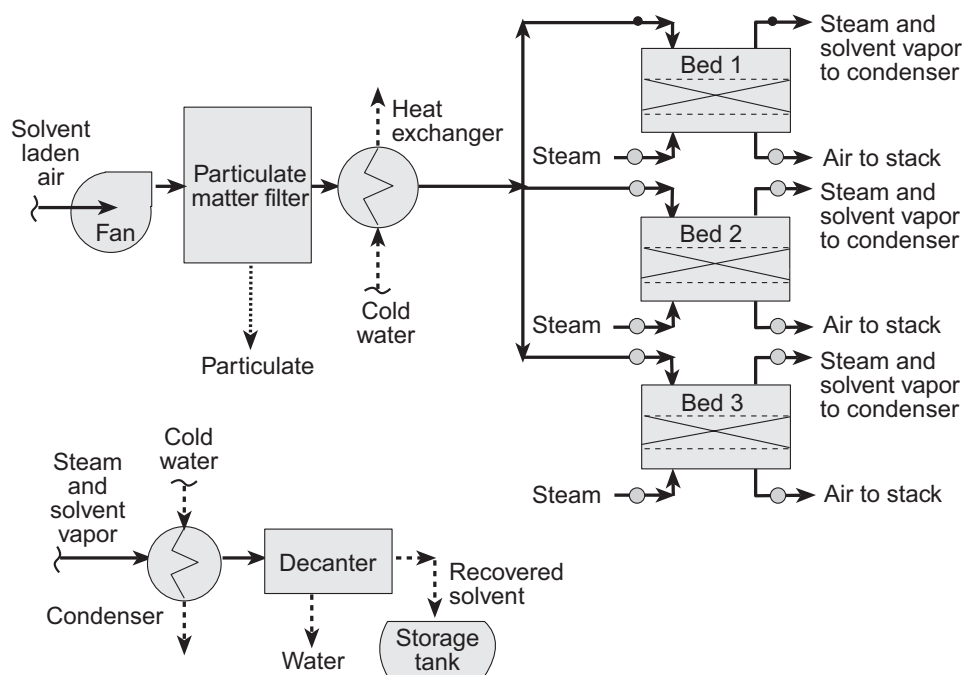 Solvent
laden
air
Fan
Particulate
matter filter
Particulate
Heat
exchanger
Cold
water
Bed 1
Steam
Steam and
solvent vapor
to condenser
Air to stack
Bed 2
Steam
Steam and
solvent vapor
to condenser
Air to stack
Bed 3
Steam
Steam and
solvent vapor
to condenser
Air to stack
Steam
and
solvent
vapor
Cold
water
Condenser
Decanter
Water
Recovered
solvent
Storage
tank